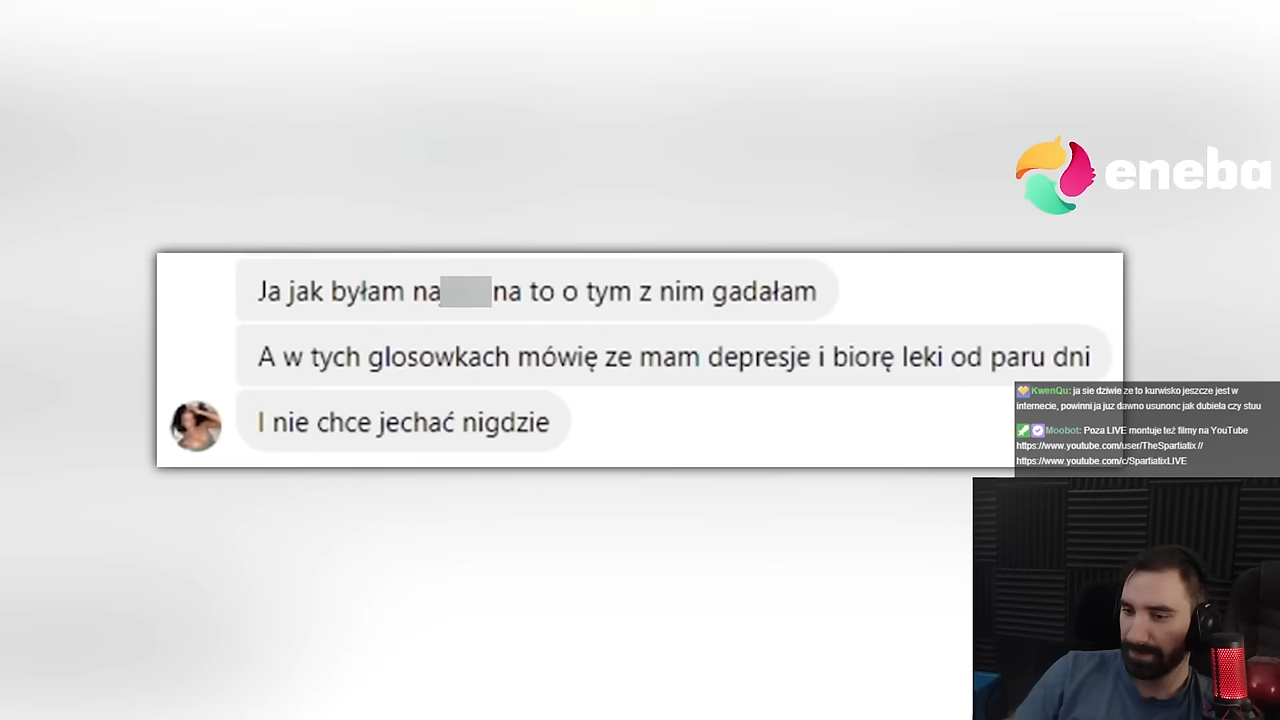 eneba
Ja jak byłam na na to o tym z nim gadałam
A w tych glosowkach mówię ze mam depresje i biorę leki od paru dni
I nie chce jechać nigdzie
KwenQu: ja sie dziwie ze to kurwisko jeszcze jest w
internecie, powinni ja juz dawno usunonc jak dubiela czy stuu
Moobot: Poza LIVE montuje też filmy na YouTube
https://www.youtube.com/user/TheSpartiatix //
https://www.youtube.com/c/SpartiatixLIVE